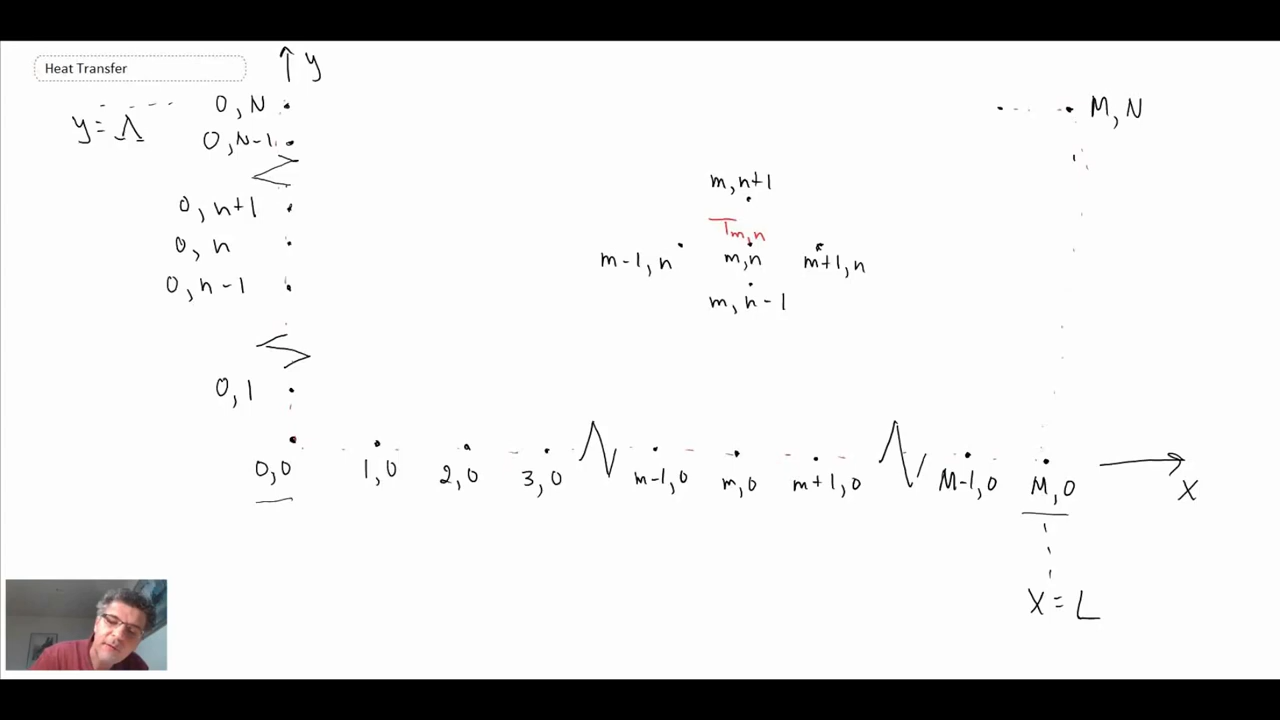 Heat Transfer
y
y = Λ
0, N
M, N
0, N-1
m, n+1
0, n+1
Tm,n
0, n
m-1, n
m,n
m+1, n
0, n-1
m, n-1
0, 1
0,0
1, 0
2, 0
3, 0
m-1, 0
m, 0
m+1, 0
M-1, 0
M, 0
X
X = L